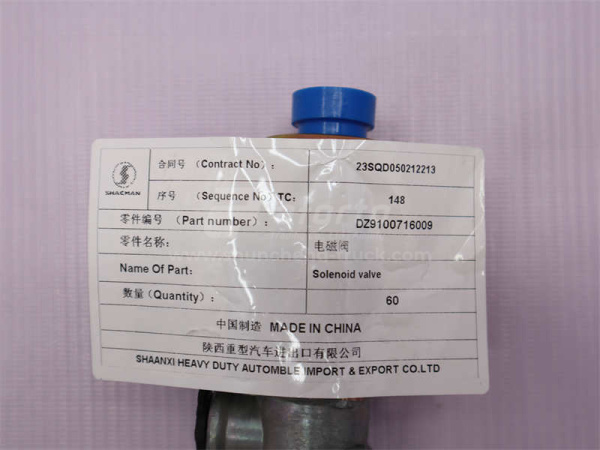 合同号 (Contract No): 23SQD050212213
SHACMAN
序号 (Sequence No) TC: 148
零件编号 (Part number): DZ9100716009
零件名称: 电磁阀
Name Of Part: Solenoid valve
数量(Quantity): 60
中国制造 MADE IN CHINA
陕西重型汽车进出口有限公司
SHAANXI HEAVY DUTY AUTOMBLE IMPORT & EXPORT CO.LTD